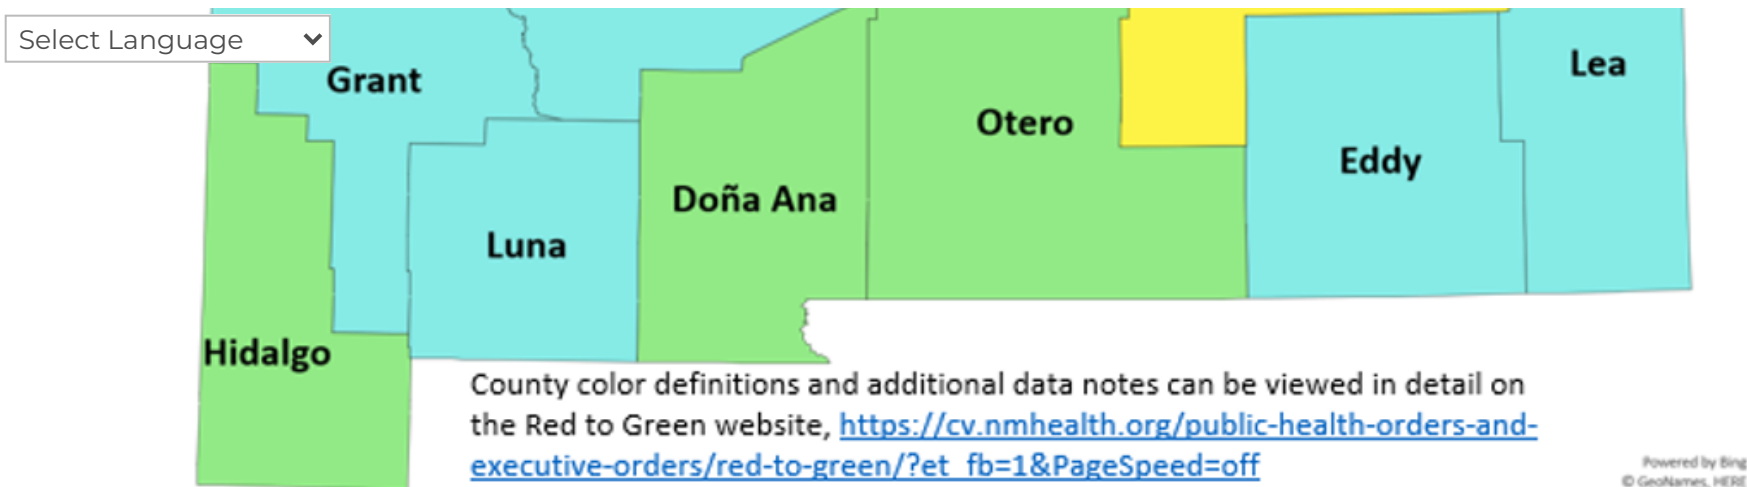 Select Language
Lea
Grant
Otero
Eddy
Doña Ana
Luna
Hidalgo
County color definitions and additional data notes can be viewed in detail on
the Red to Green website, https://cv.nmhealth.org/public-health-orders-and-
executive-orders/red-to-green/?et_fb=1&PageSpeed=off
Powered by Bing
© GeoNames, HERE